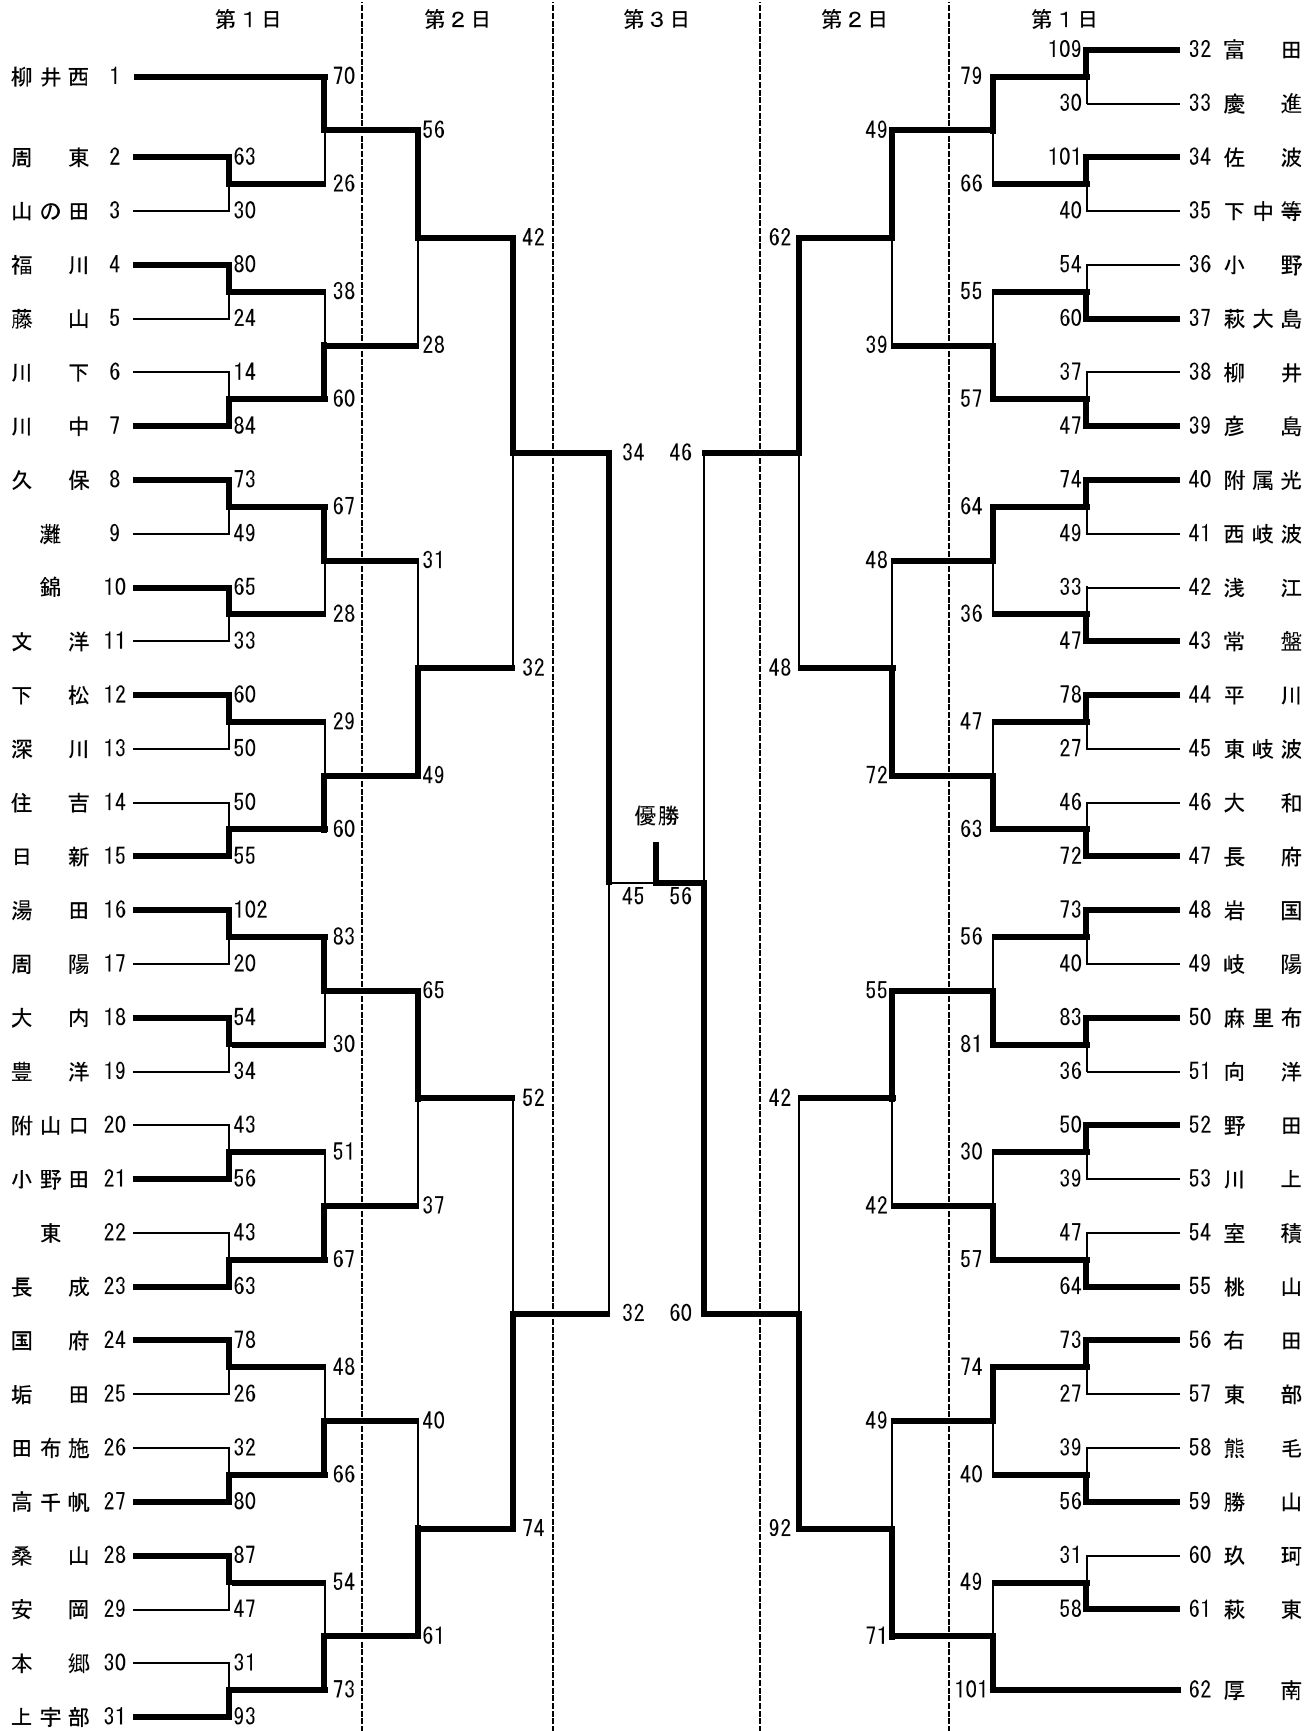 第１日 第２日 第３日 第２日 第１日
109 32 富田
柳井西 1 70 79
30 33 慶進
56 49
周東 2 63 101 34 佐波
26 66
山の田 3 30 40 35 下中等
42 62
福川 4 80 54 36 小野
38 55
藤山 5 24 60 37 萩大島
28 39
川下 6 14 37 38 柳井
60 57
川中 7 84 47 39 彦島
34 46
久保 8 73 74 40 附属光
67 64
灘 9 49 49 41 西岐波
31 48
錦 10 65 33 42 浅江
28 36
文洋 11 33 47 43 常盤
32 48
下松 12 60 78 44 平川
29 47
深川 13 50 27 45 東岐波
49 72
住吉 14 50 46 46 大和
優勝
60 63
日新 15 55 72 47 長府
45 56
湯田 16 102 73 48 岩国
83 56
周陽 17 20 40 49 岐陽
65 55
大内 18 54 83 50 麻里布
30 81
豊洋 19 34 36 51 向洋
52 42
附山口 20 43 50 52 野田
51 30
小野田 21 56 39 53 川上
37 42
東 22 43 47 54 室積
67 57
長成 23 63 64 55 桃山
32 60
国府 24 78 73 56 右田
48 74
垢田 25 26 27 57 東部
40 49
田布施 26 32 39 58 熊毛
66 40
高千帆 27 80 56 59 勝山
74 92
桑山 28 87 31 60 玖珂
54 49
安岡 29 47 58 61 萩東
61 71
本郷 30 31
73 101 62 厚南
上宇部 31 93